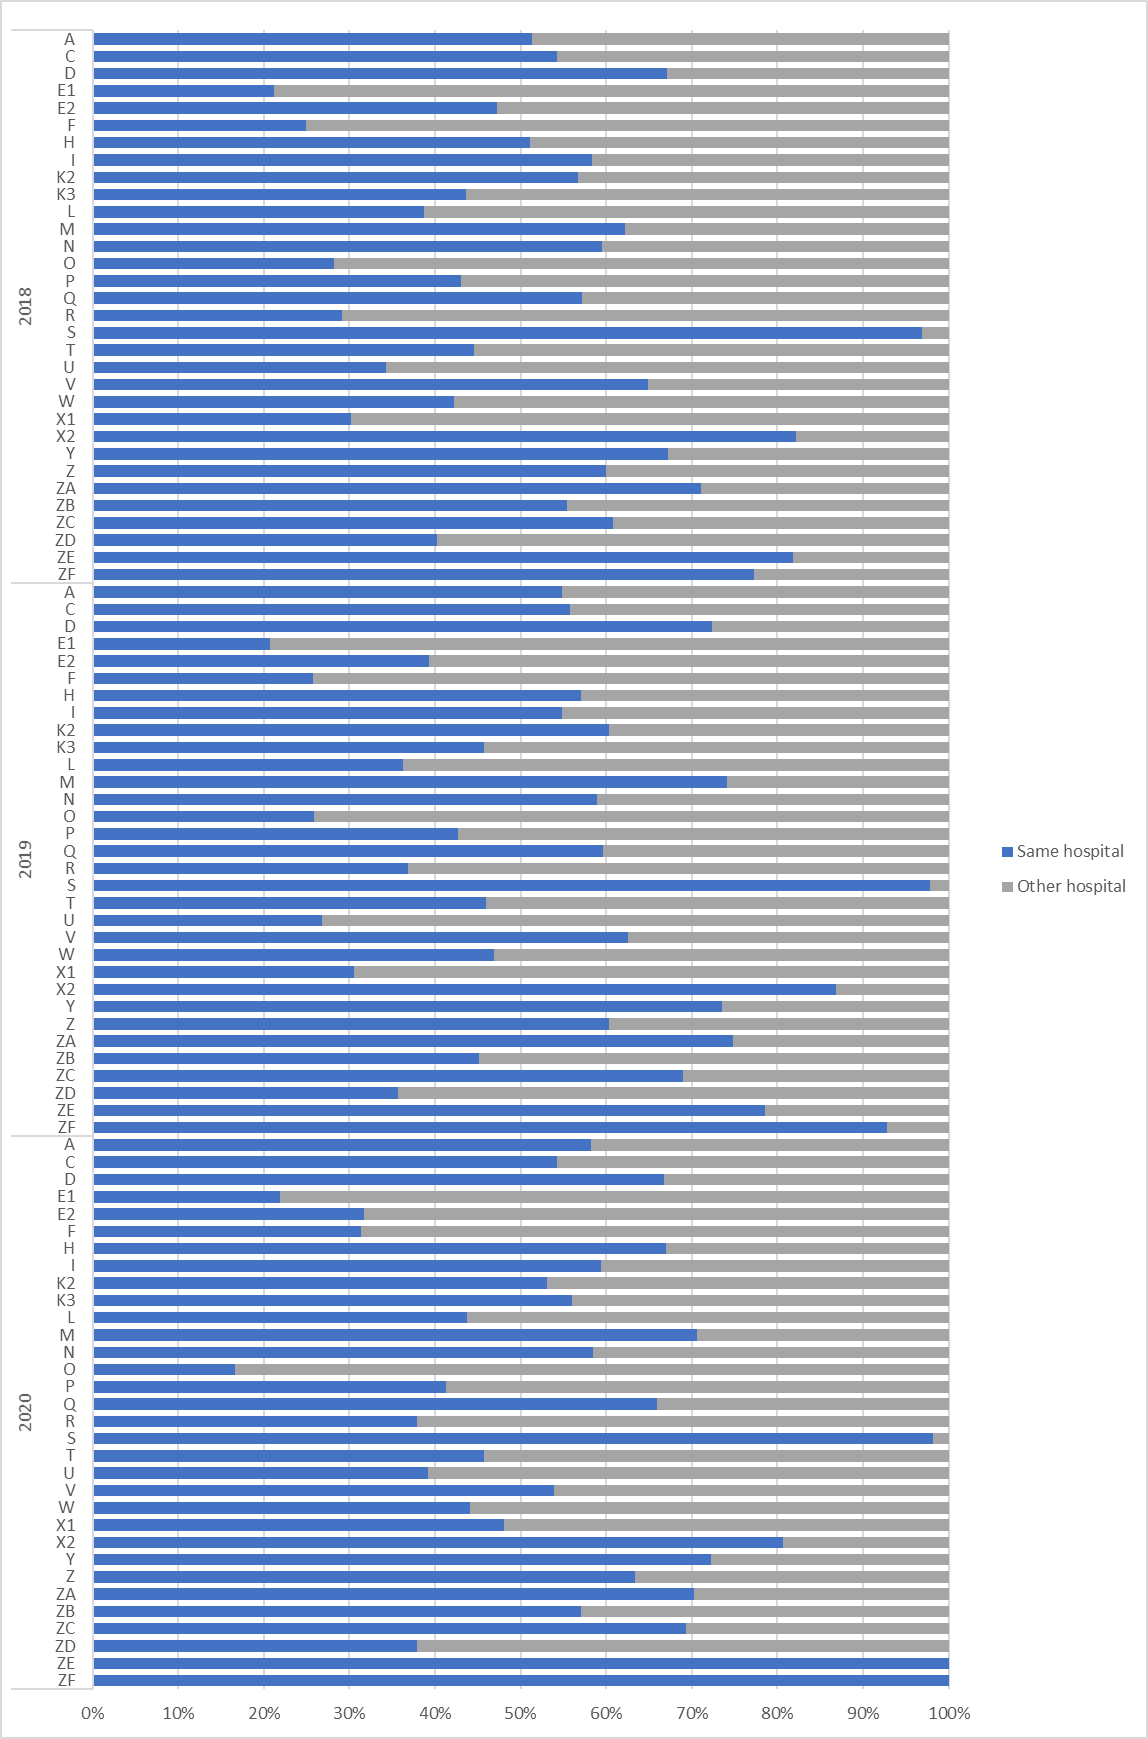 2018
A
C
D
E1
E2
F
H
I
K2
K3
L
M
N
O
P
Q
R
S
T
U
V
W
X1
X2
Y
Z
ZA
ZB
ZC
ZD
ZE
ZF
2019
A
C
D
E1
E2
F
H
I
K2
K3
L
M
N
O
P
Q
R
S
T
U
V
W
X1
X2
Y
Z
ZA
ZB
ZC
ZD
ZE
ZF
2020
A
C
D
E1
E2
F
H
I
K2
K3
L
M
N
O
P
Q
R
S
T
U
V
W
X1
X2
Y
Z
ZA
ZB
ZC
ZD
ZE
ZF
0% 10% 20% 30% 40% 50% 60% 70% 80% 90% 100%
Same hospital
Other hospital